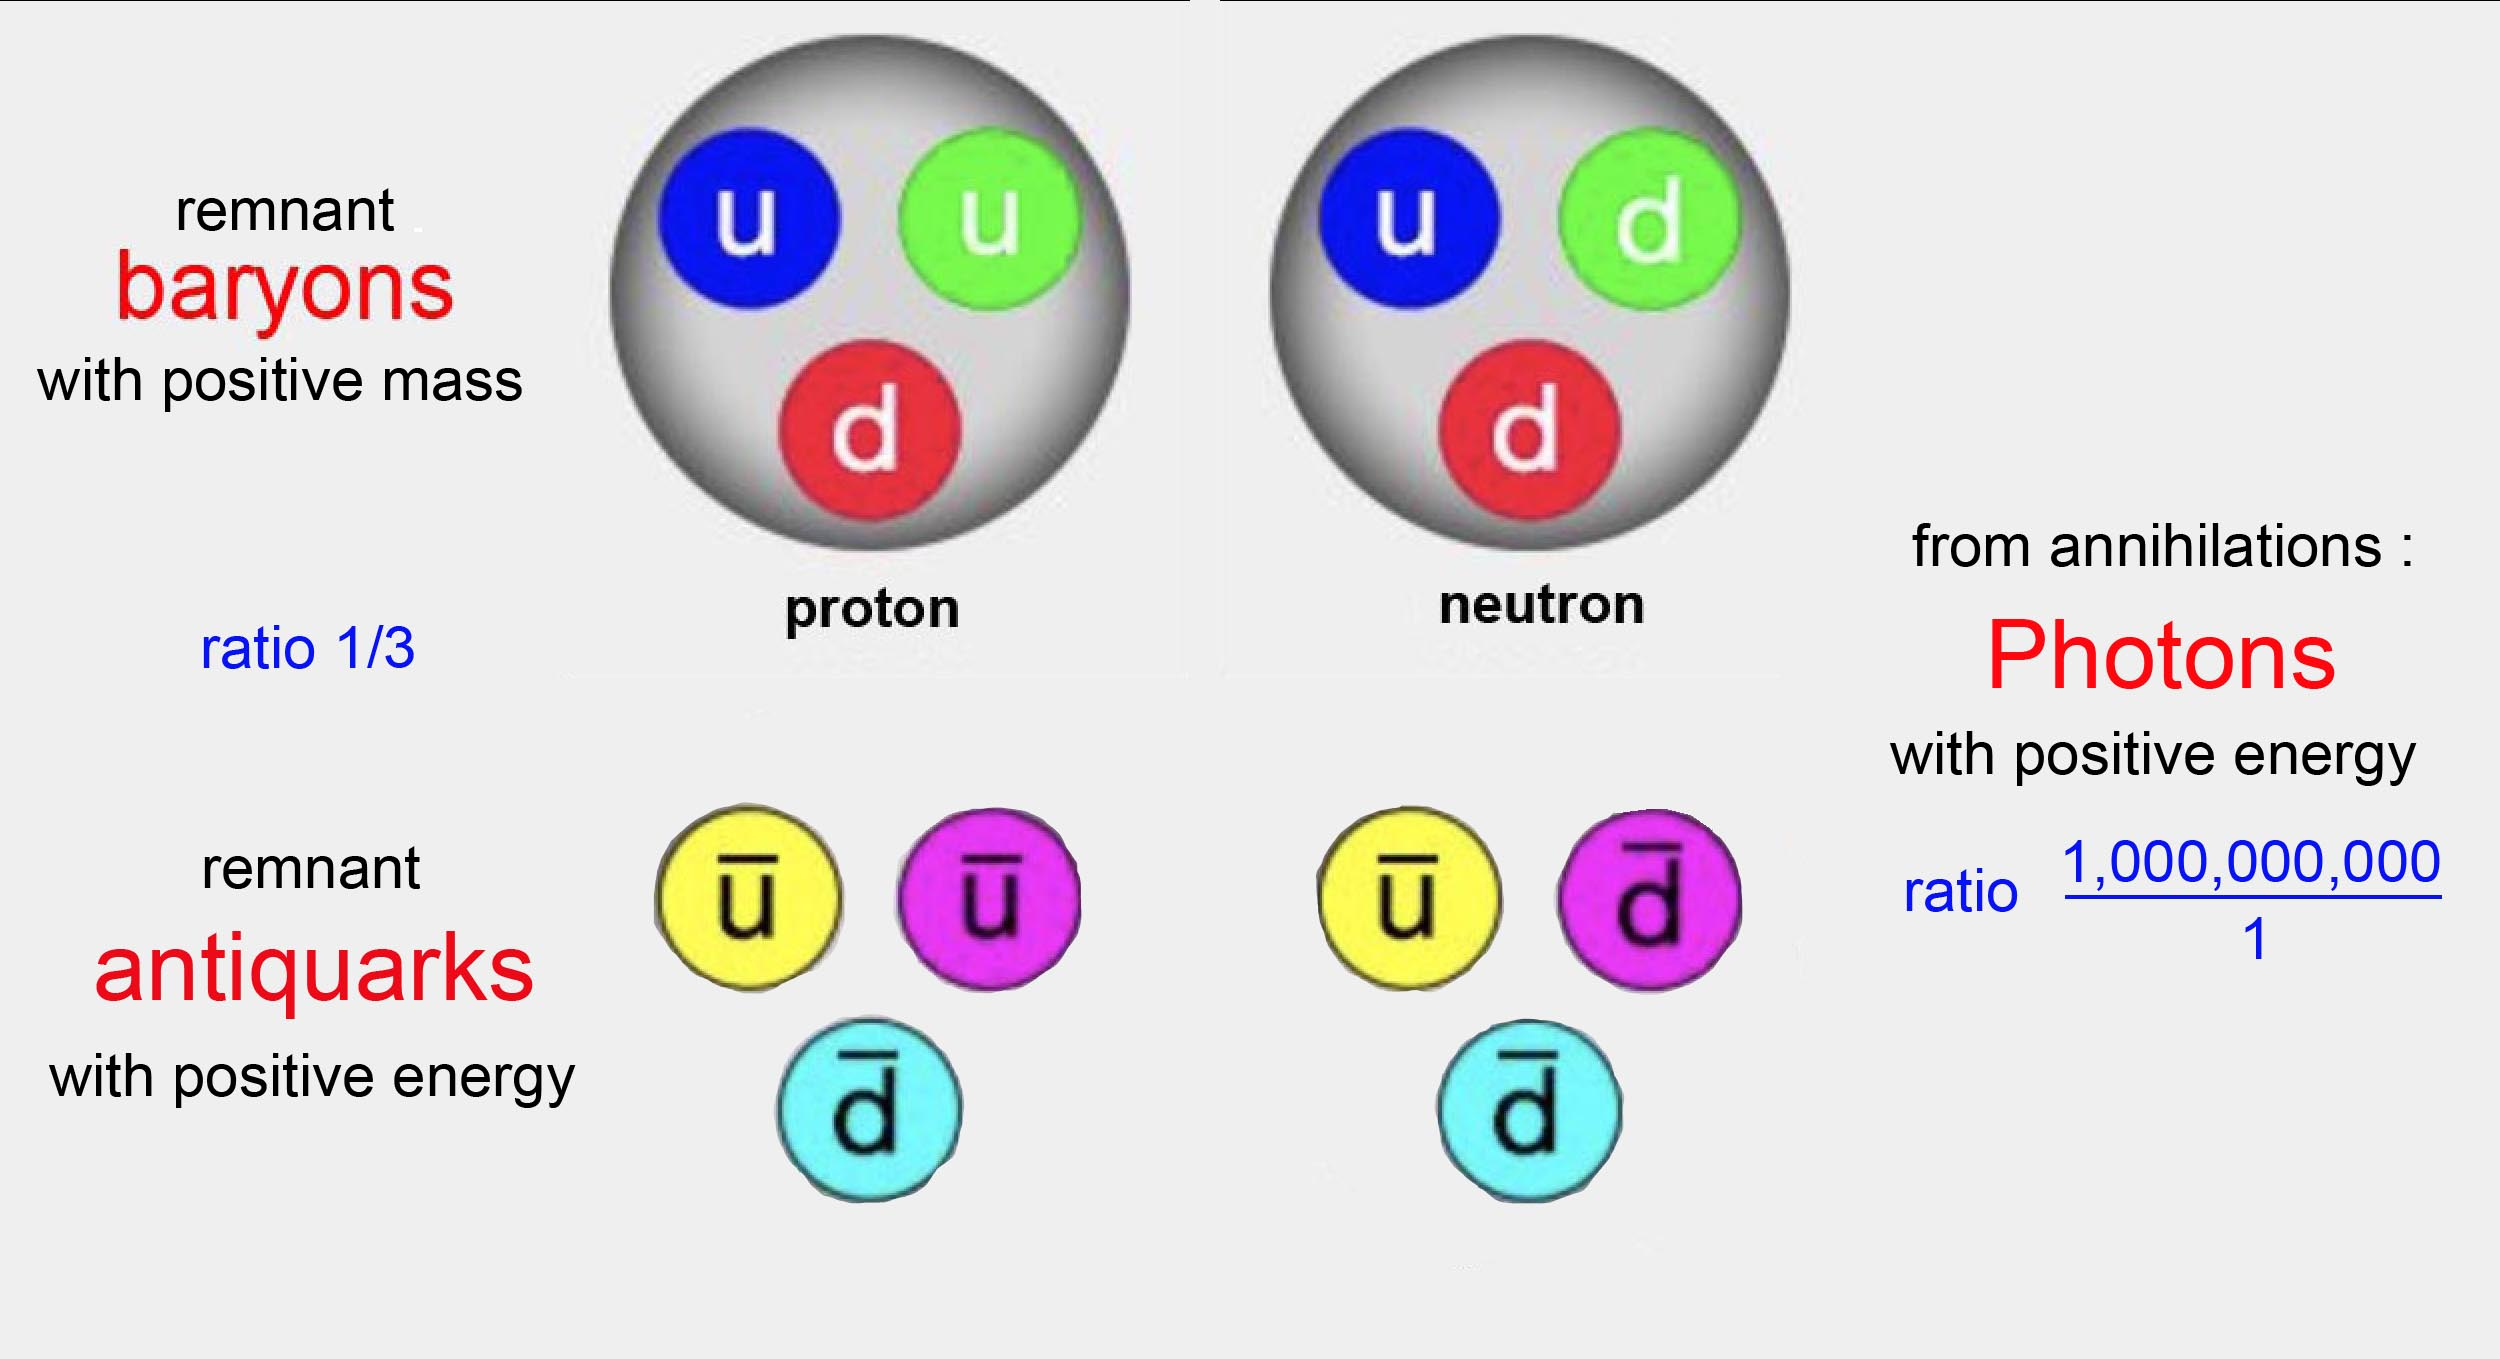 remnant
baryons
with positive mass
u
u
d
proton
u
d
d
neutron
ratio 1/3
from annihilations :
Photons
with positive energy
ratio 1,000,000,000
1
remnant
antiquarks
with positive energy
u̅
u̅
d̅
u̅
d̅
d̅